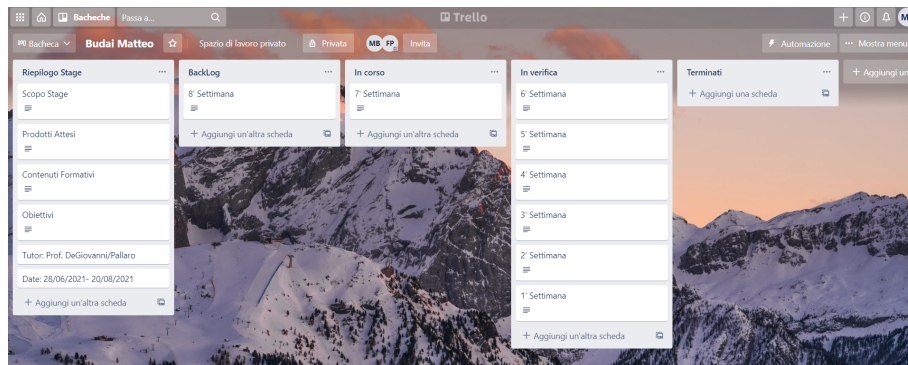 Bacheche Passa a... Trello
Bacheca Budai Matteo Spazio di lavoro privato Privata MB FP Invita Automazione ... Mostra menu
Riepilogo Stage
Scopo Stage
Prodotti Attesi
Contenuti Formativi
Obiettivi
Tutor: Prof. DeGiovanni/Pallaro
Date: 28/06/2021- 20/08/2021
+ Aggiungi un'altra scheda
BackLog
8' Settimana
+ Aggiungi un'altra scheda
In corso
7' Settimana
+ Aggiungi un'altra scheda
In verifica
6' Settimana
5' Settimana
4' Settimana
3' Settimana
2' Settimana
1' Settimana
+ Aggiungi un'altra scheda
Terminati
+ Aggiungi una scheda
+ Aggiungi un